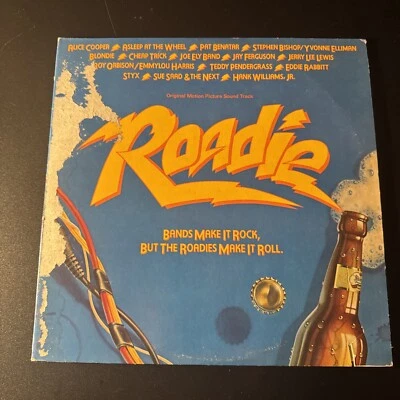 ALICE COOPER ASLEEP AT THE WHEEL PAT BENATAR STEPHEN BISHOP/YVONNE ELLIMAN
BLONDIE CHEAP TRICK JOE ELY BAND JAY FERGUSON JERRY LEE LEWIS
ROY ORBISON/EMMYLOU HARRIS TEDDY PENDERGRASS EDDIE RABBITT
STYX SUE SAAD & THE NEXT HANK WILLIAMS, JR.
Original Motion Picture Sound Track
Roadie
BANDS MAKE IT ROCK,
BUT THE ROADIES MAKE IT ROLL.